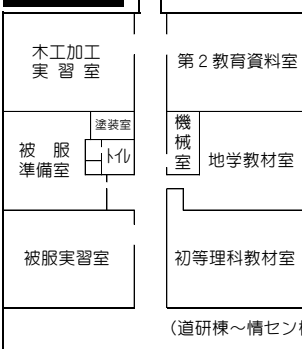 木工加工
実習室
第2教育資料室
塗装室
被服
準備室
トイレ
機
械
室
地学教材室
被服実習室
初等理科教材室
(道研棟～情セン